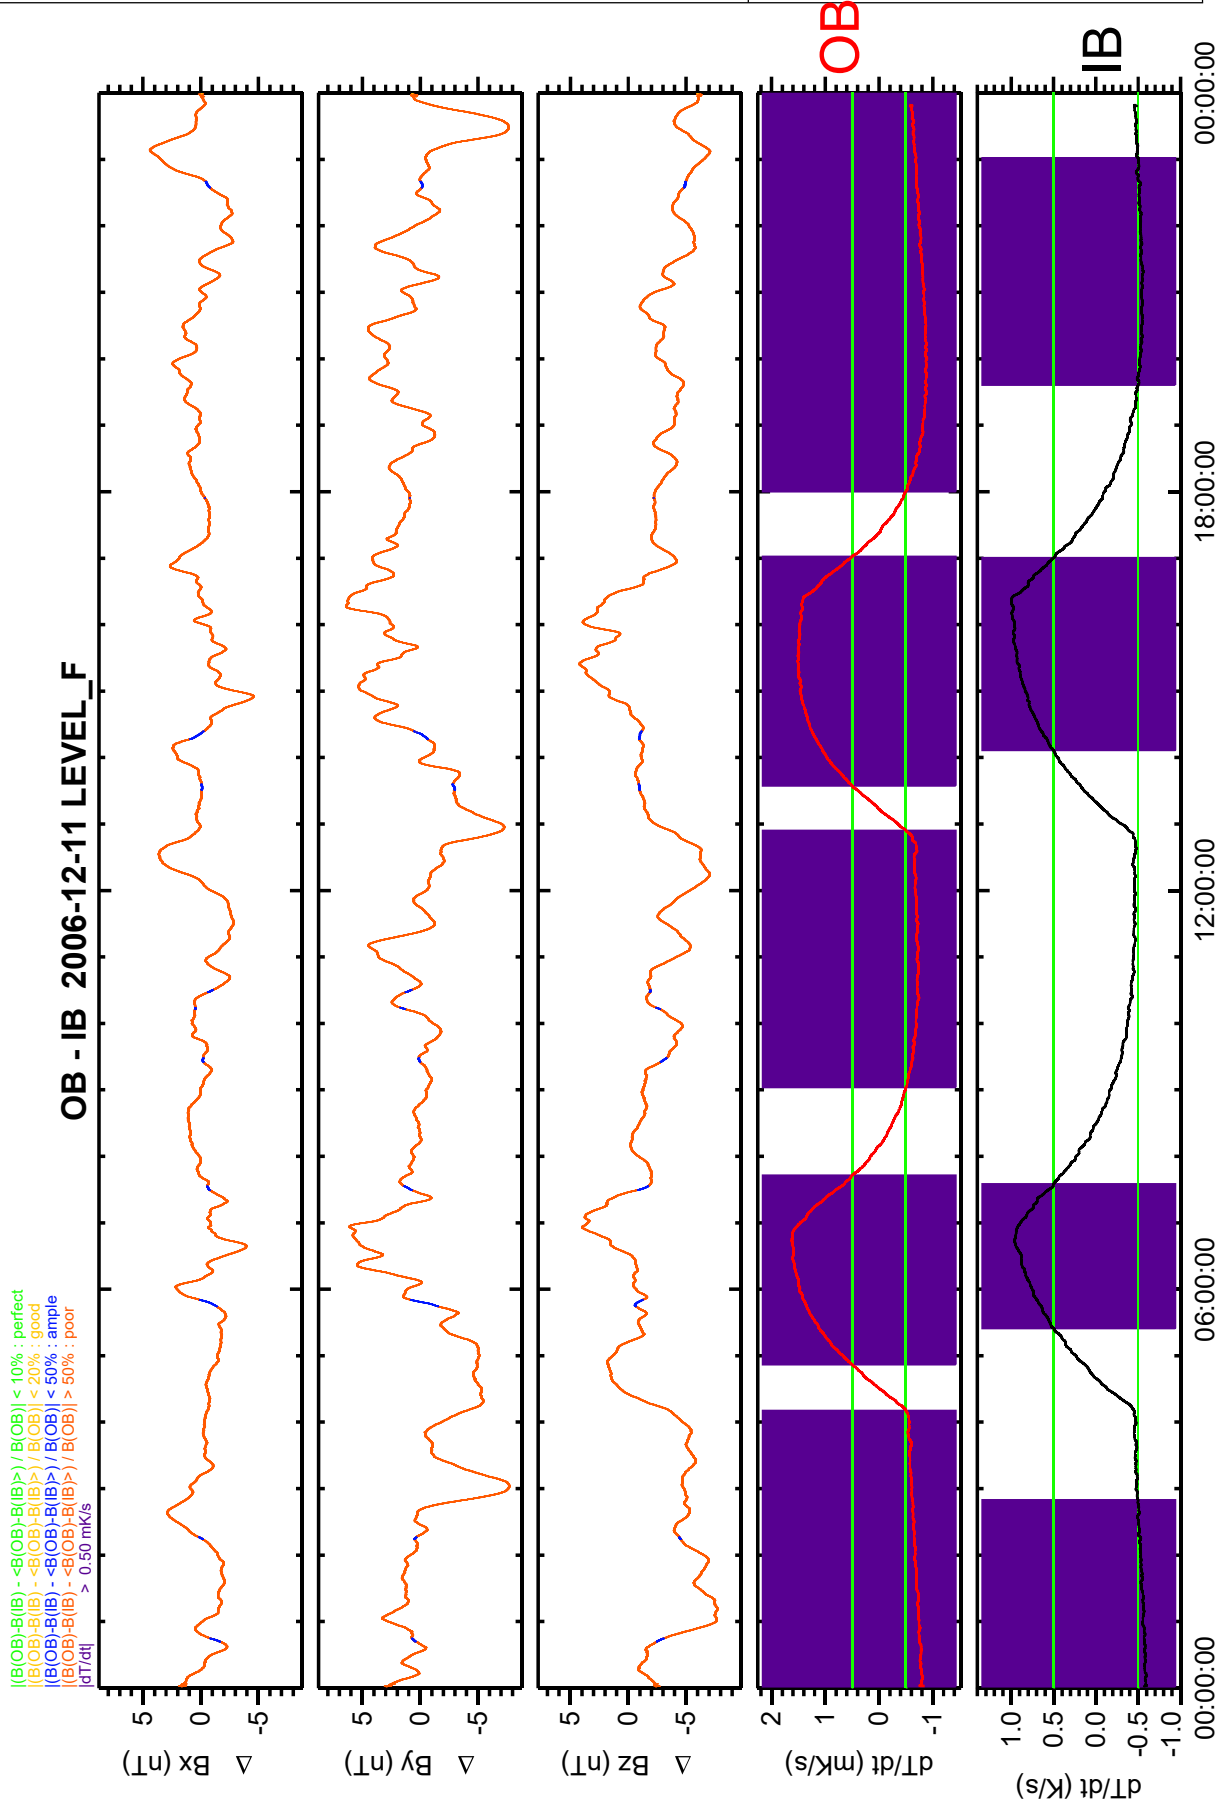 OB - IB 2006-12-11 LEVEL_F
|(B(OB)-B(IB) - <B(OB)-B(IB)>) / B(OB)| < 10% : perfect
|(B(OB)-B(IB) - <B(OB)-B(IB)>) / B(OB)| < 20% : good
|(B(OB)-B(IB) - <B(OB)-B(IB)>) / B(OB)| < 50% : ample
|(B(OB)-B(IB) - <B(OB)-B(IB)>) / B(OB)| > 50% : poor
|dT/dt| > 0.50 mK/s
Δ Bx (nT)
5
0
-5
Δ By (nT)
5
0
-5
Δ Bz (nT)
5
0
-5
dT/dt (mK/s)
2
1
0
-1
OB
dT/dt (K/s)
1.0
0.5
0.0
-0.5
-1.0
IB
00:00:00
06:00:00
12:00:00
18:00:00
00:00:00